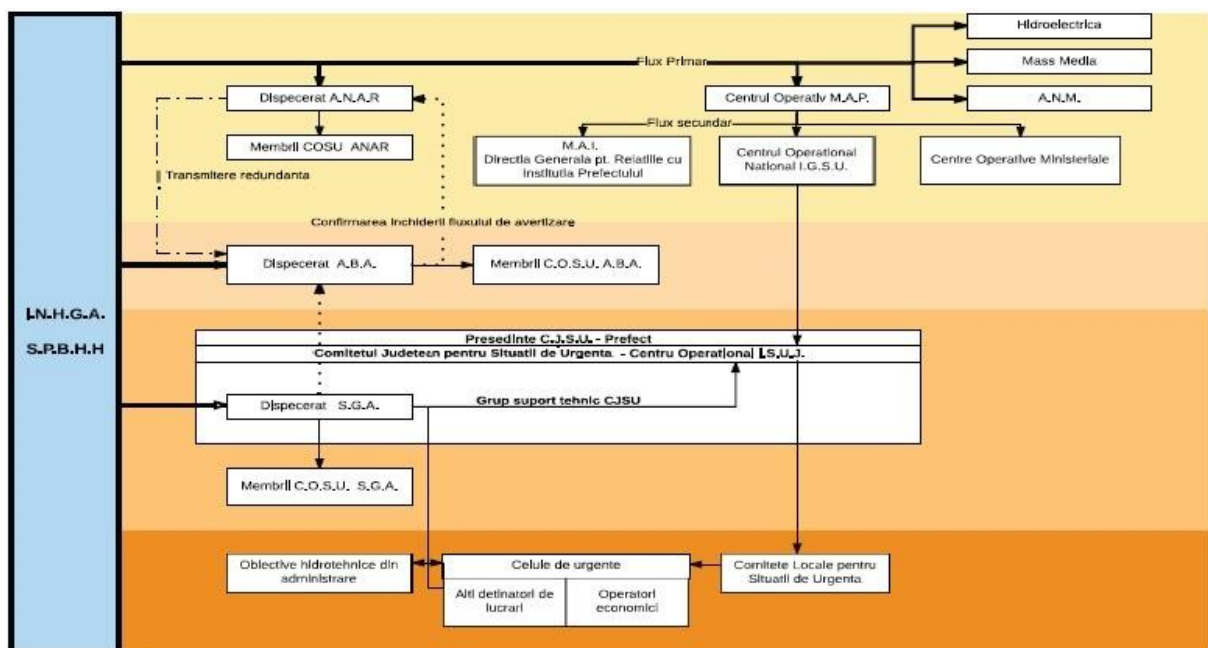 I.N.H.G.A.
S.P.B.H.H
Hidroelectrica
Flux Primar
Mass Media
Dispecerat A.N.A.R
Centrul Operativ M.A.P.
A.N.M.
Flux secundar
Membrii COSU ANAR
M.A.I.
Directia Generala pt. Relatiile cu
Institutia Prefectului
Centrul Operational
National I.G.S.U.
Centre Operative Ministeriale
Transmitere redundanta
Confirmarea inchiderii fluxului de avertizare
Dispecerat A.B.A.
Membrii C.O.S.U. A.B.A.
Presedinte C.J.S.U. - Prefect
Comitetul Judetean pentru Situatii de Urgenta - Centru Operational I.S.U.J.
Dispecerat S.G.A.
Grup suport tehnic CJSU
Membrii C.O.S.U. S.G.A.
Obiective hidrotehnice din
administrare
Celule de urgente
Alti detinatori de
lucrari
Operatori
economici
Comitete Locale pentru
Situatii de Urgenta